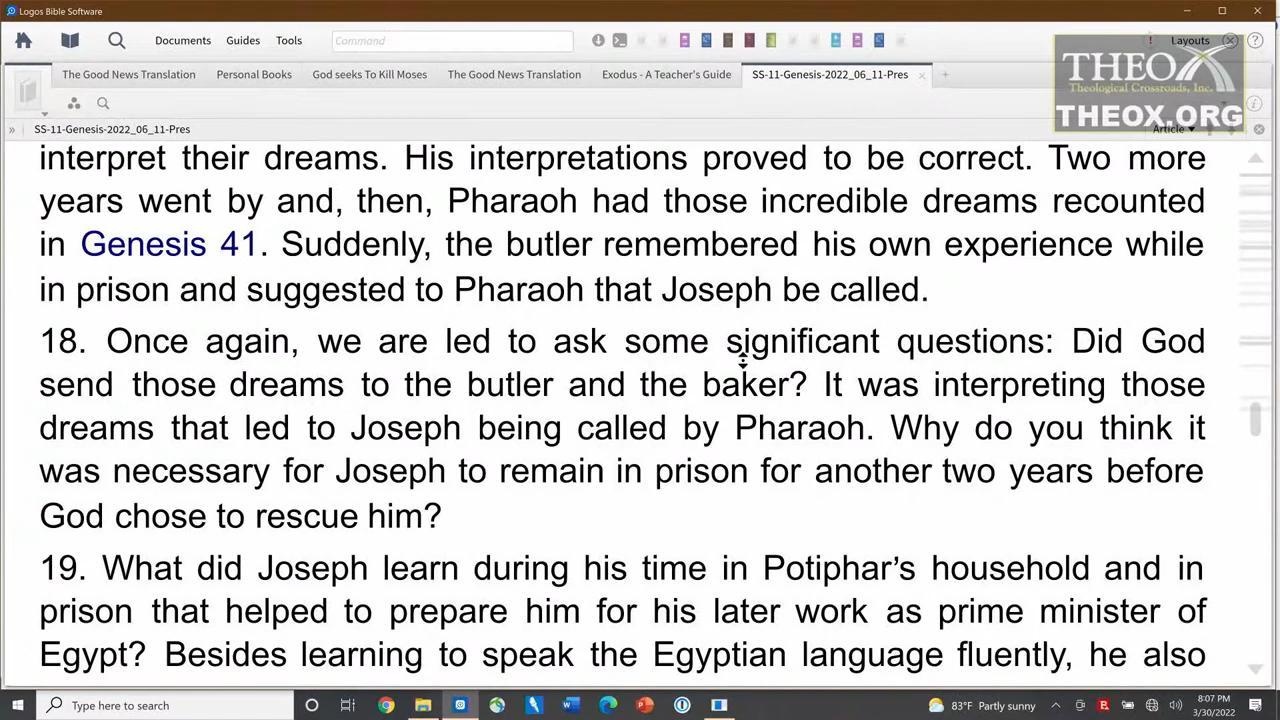 Logos Bible Software
Documents Guides Tools Command Layouts
The Good News Translation Personal Books God seeks To Kill Moses The Good News Translation Exodus - A Teacher's Guide SS-11-Genesis-2022_06_11-Pres
THEOX
Theological Crossroads, Inc.
THEOX.ORG
SS-11-Genesis-2022_06_11-Pres Article
interpret their dreams. His interpretations proved to be correct. Two more
years went by and, then, Pharaoh had those incredible dreams recounted
in Genesis 41. Suddenly, the butler remembered his own experience while
in prison and suggested to Pharaoh that Joseph be called.
18. Once again, we are led to ask some significant questions: Did God
send those dreams to the butler and the baker? It was interpreting those
dreams that led to Joseph being called by Pharaoh. Why do you think it
was necessary for Joseph to remain in prison for another two years before
God chose to rescue him?
19. What did Joseph learn during his time in Potiphar’s household and in
prison that helped to prepare him for his later work as prime minister of
Egypt? Besides learning to speak the Egyptian language fluently, he also
Type here to search
83°F Partly sunny
8:07 PM
3/30/2022